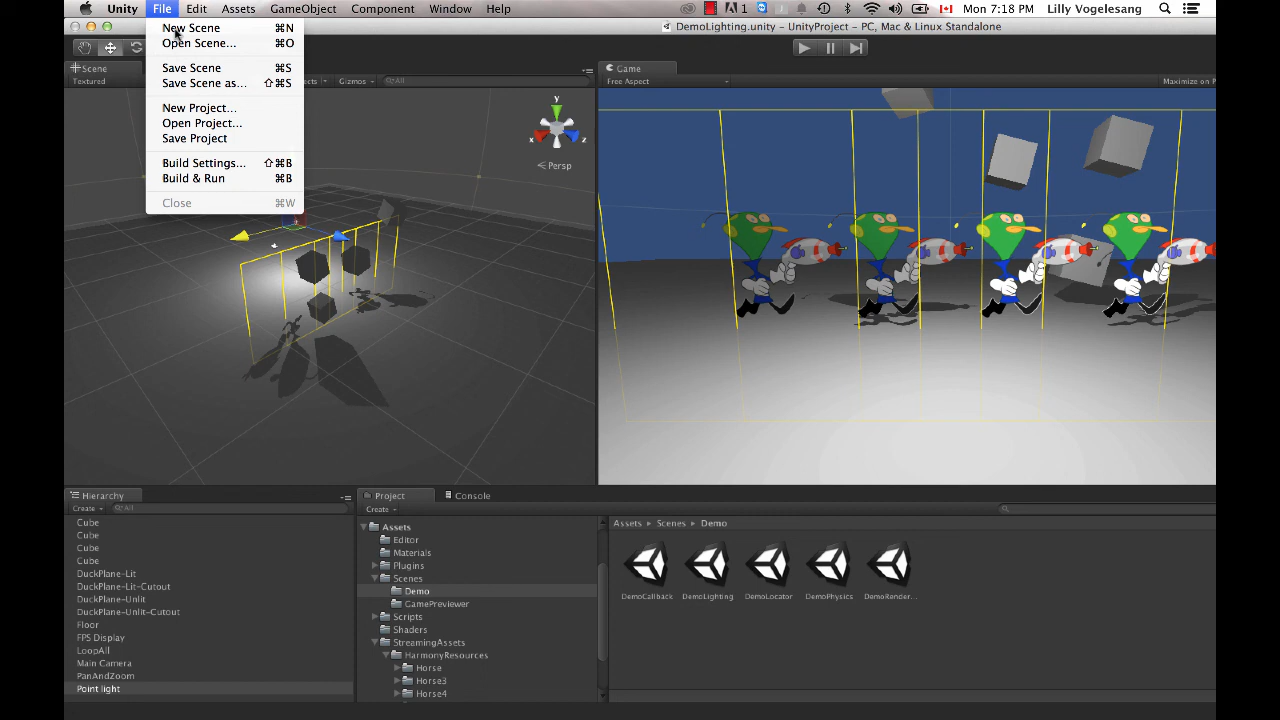 Unity File Edit Assets GameObject Component Window Help 1 Mon 7:18 PM Lilly Vogelesang
DemoLighting.unity - UnityProject - PC, Mac & Linux Standalone
New Scene ⌘N
Open Scene... ⌘O
Save Scene ⌘S
Save Scene as... ⇧⌘S
New Project...
Open Project...
Save Project
Build Settings... ⇧⌘B
Build & Run ⌘B
Close ⌘W
Scene
Textured Gizmos All
y
x z
Persp
Game
Free Aspect Maximize on
Hierarchy
Create All
Cube
Cube
Cube
Cube
DuckPlane-Lit
DuckPlane-Lit-Cutout
DuckPlane-Unlit
DuckPlane-Unlit-Cutout
Floor
FPS Display
LoopAll
Main Camera
PanAndZoom
Point light
Project Console
Create
Assets
Editor
Materials
Plugins
Scenes
Demo
GamePreviewer
Scripts
Shaders
StreamingAssets
HarmonyResources
Horse
Horse3
Horse4
Assets Scenes Demo
DemoCallback DemoLighting DemoLocator DemoPhysics DemoRender...